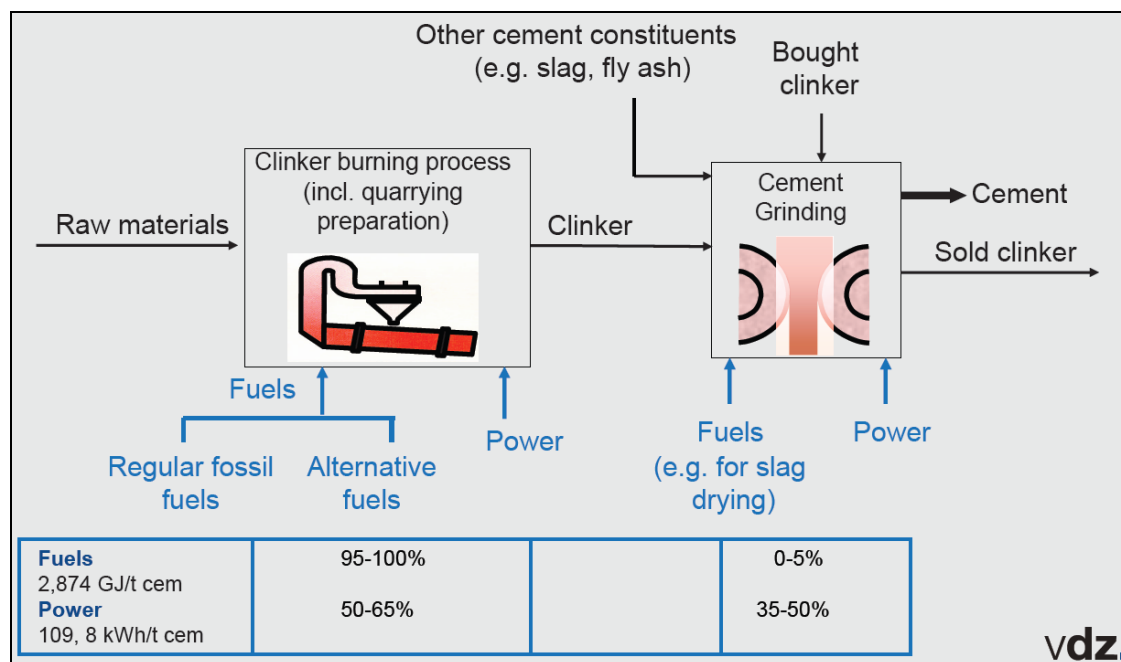 Other cement constituents
(e.g. slag, fly ash)
Bought
clinker
Clinker burning process
(incl. quarrying
preparation)
Cement
Grinding
Raw materials
Clinker
Cement
Sold clinker
Fuels
Regular fossil
fuels
Alternative
fuels
Power
Fuels
(e.g. for slag
drying)
Power
Fuels 95-100% 0-5%
2,874 GJ/t cem
Power 50-65% 35-50%
109, 8 kWh/t cem
vdz.